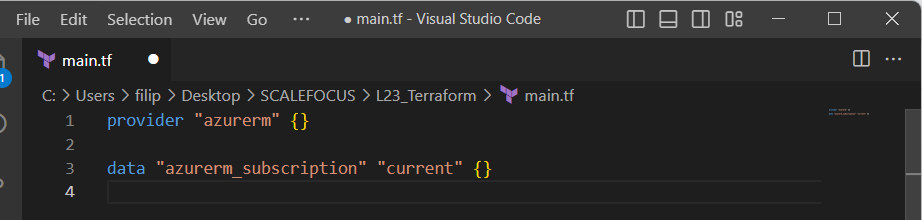 File Edit Selection View Go ··· ● main.tf - Visual Studio Code
main.tf ●
1
C: > Users > filip > Desktop > SCALEFOCUS > L23_Terraform > main.tf
1 provider "azurerm" {}
2
3 data "azurerm_subscription" "current" {}
4